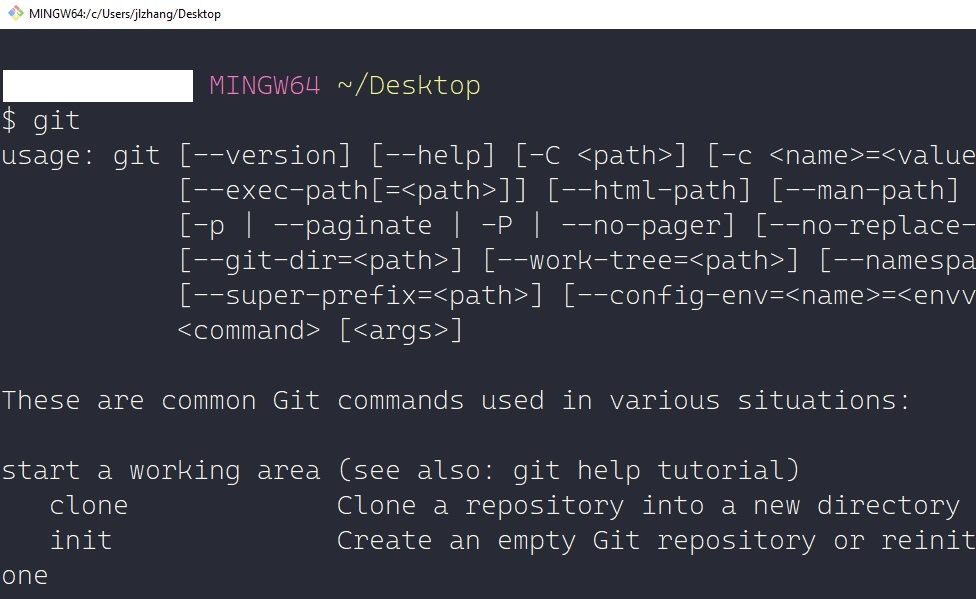 MINGW64:/c/Users/jlzhang/Desktop
MINGW64 ~/Desktop
$ git
usage: git [--version] [--help] [-C <path>] [-c <name>=<value
[--exec-path[=<path>]] [--html-path] [--man-path]
[-p | --paginate | -P | --no-pager] [--no-replace-
[--git-dir=<path>] [--work-tree=<path>] [--namespa
[--super-prefix=<path>] [--config-env=<name>=<envv
<command> [<args>]
These are common Git commands used in various situations:
start a working area (see also: git help tutorial)
clone Clone a repository into a new directory
init Create an empty Git repository or reinit
one